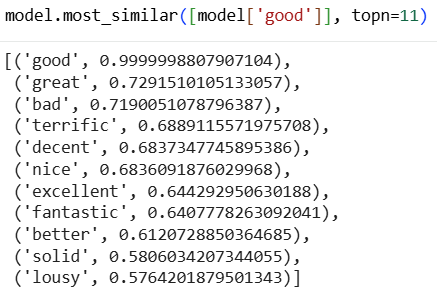 model.most_similar([model['good']], topn=11)
[('good', 0.9999998807907104),
('great', 0.7291510105133057),
('bad', 0.7190051078796387),
('terrific', 0.6889115571975708),
('decent', 0.6837347745895386),
('nice', 0.6836091876029968),
('excellent', 0.644292950630188),
('fantastic', 0.6407778263092041),
('better', 0.6120728850364685),
('solid', 0.5806034207344055),
('lousy', 0.5764201879501343)]